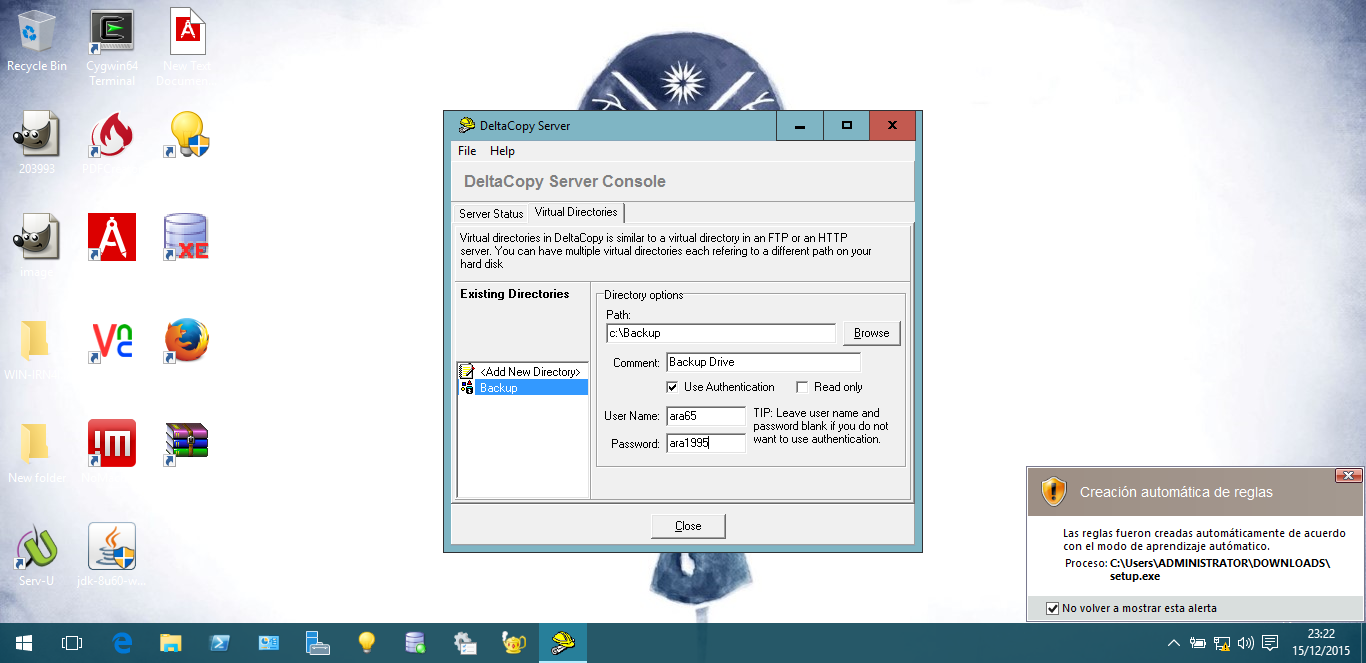 Recycle Bin
Cygwin64
Terminal
New Text
Documen...
203993
Serv-U
jdk-8u60-w...
New folder
DeltaCopy Server
File Help
DeltaCopy Server Console
Server Status Virtual Directories
Virtual directories in DeltaCopy is similar to a virtual directory in an FTP or an HTTP
server. You can have multiple virtual directories each refering to a different path on your
hard disk
Existing Directories
<Add New Directory>
Backup
Directory options
Path:
c:\Backup
Browse
Comment: Backup Drive
Use Authentication Read only
User Name: ara65
Password: ara1995
TIP: Leave user name and
password blank if you do not
want to use authentication.
Close
XE
Creación automática de reglas
Las reglas fueron creadas automáticamente de acuerdo
con el modo de aprendizaje autómatico.
Proceso: C:\Users\ADMINISTRATOR\DOWNLOADS\
setup.exe
No volver a mostrar esta alerta
23:22
15/12/2015